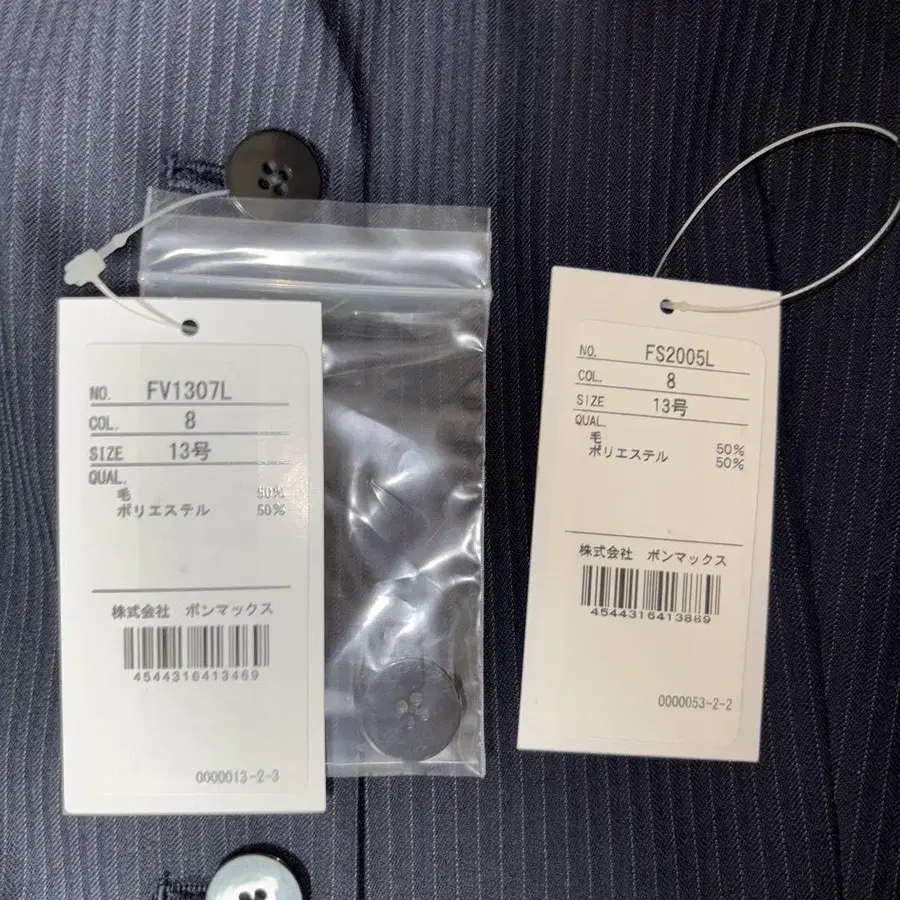 NO. FV1307L
COL. 8
SIZE 13号
QUAL.
毛 50%
ポリエステル 50%
株式会社 ボンマックス
4544316413469
0000013-2-3
NO. FS2005L
COL. 8
SIZE 13号
QUAL.
毛 50%
ポリエステル 50%
株式会社 ボンマックス
4544316413889
0000053-2-2